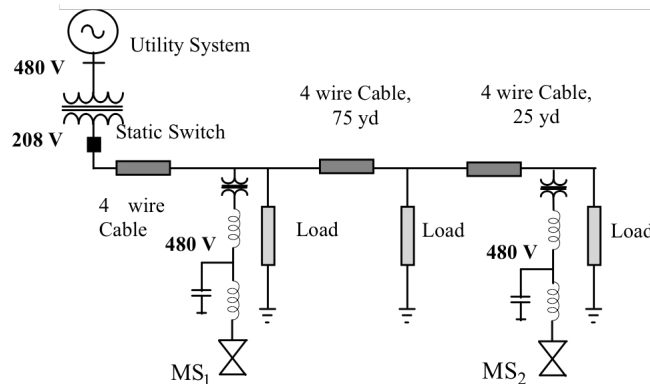 Utility System
480 V
208 V
Static Switch
4 wire Cable,
75 yd
4 wire Cable,
25 yd
4 wire
Cable
480 V
Load
Load
480 V
Load
MS1
MS2